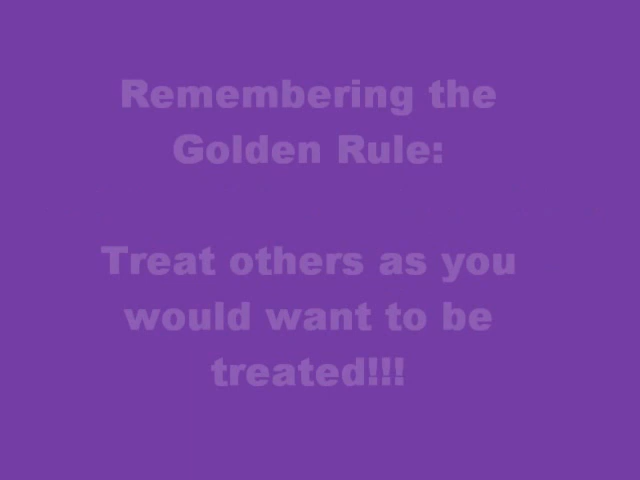 Remembering the
Golden Rule:
Treat others as you
would want to be
treated!!!